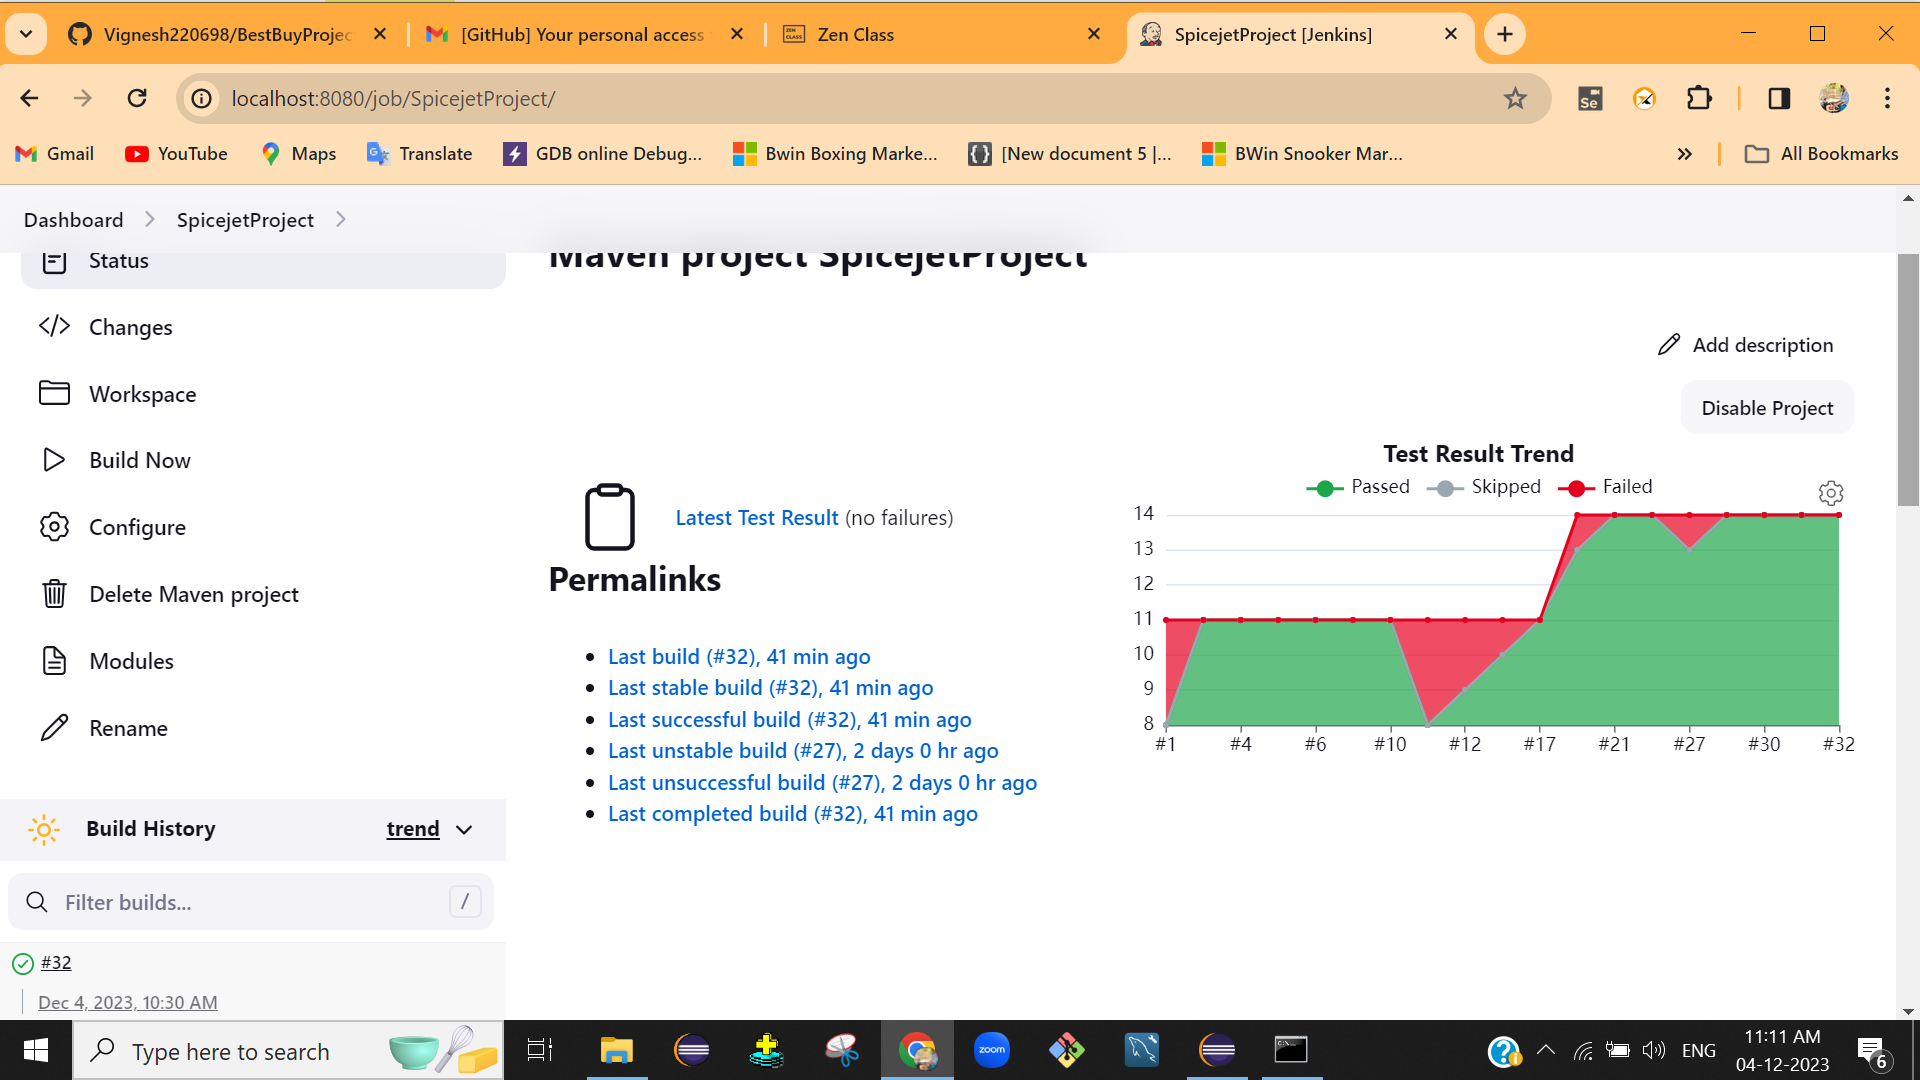 Vignesh220698/BestBuyProjec
[GitHub] Your personal access
Zen Class
SpicejetProject [Jenkins]
localhost:8080/job/SpicejetProject/
Gmail
YouTube
Maps
Translate
GDB online Debug...
Bwin Boxing Marke...
[New document 5 |...
BWin Snooker Mar...
All Bookmarks
Dashboard
SpicejetProject
Status
Changes
Workspace
Build Now
Configure
Delete Maven project
Modules
Rename
Build History
trend
Filter builds...
/
#32
Dec 4, 2023, 10:30 AM
Maven project SpicejetProject
Add description
Disable Project
Latest Test Result (no failures)
Permalinks
Last build (#32), 41 min ago
Last stable build (#32), 41 min ago
Last successful build (#32), 41 min ago
Last unstable build (#27), 2 days 0 hr ago
Last unsuccessful build (#27), 2 days 0 hr ago
Last completed build (#32), 41 min ago
Test Result Trend
Passed Skipped Failed
14
13
12
11
10
9
8
#1 #4 #6 #10 #12 #17 #21 #27 #30 #32
Type here to search
zoom
ENG
11:11 AM
04-12-2023
6